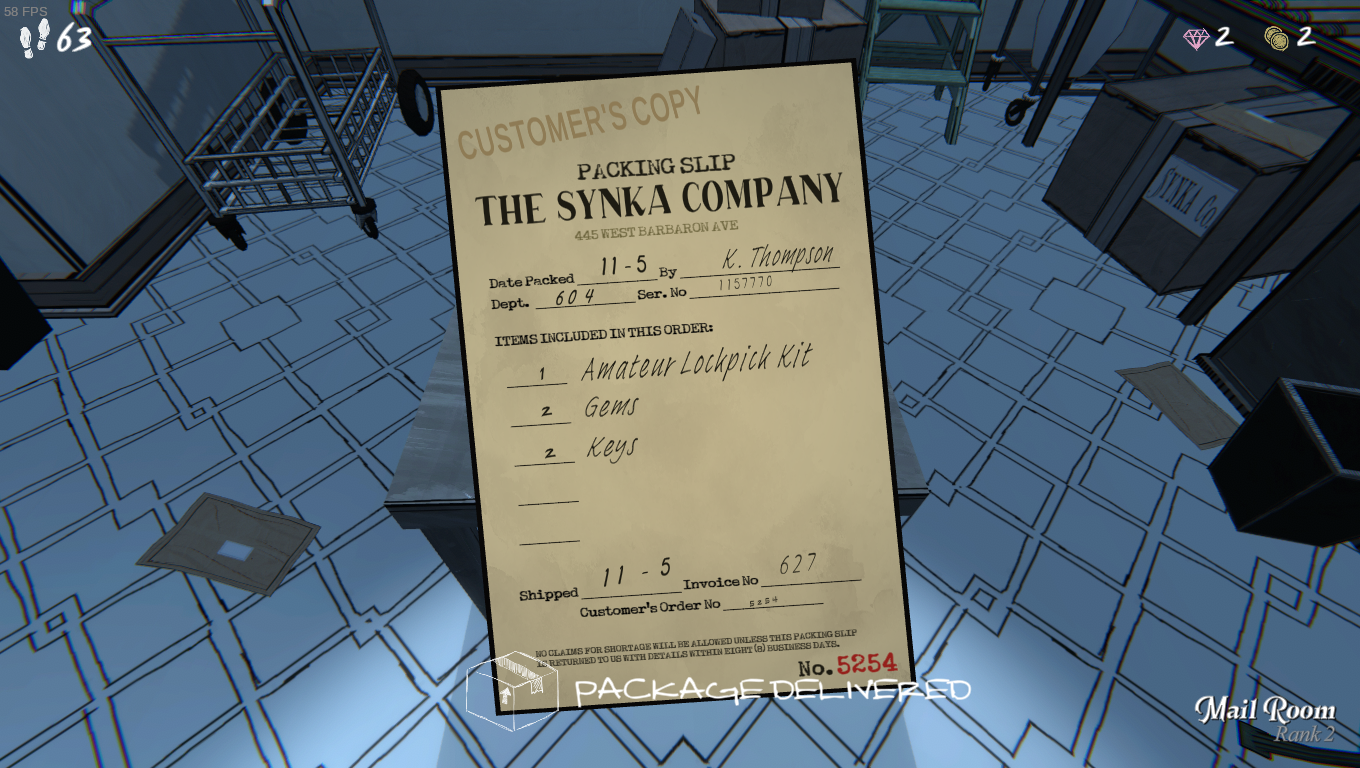 58 FPS
63
2
2
CUSTOMER'S COPY
PACKING SLIP
THE SYNKA COMPANY
445 WEST BARBARON AVE
Date Packed 11-5 By K. Thompson
Dept. 604 Ser. No 1157770
ITEMS INCLUDED IN THIS ORDER:
1 Amateur Lockpick Kit
2 Gems
2 Keys
Shipped 11 - 5 Invoice No 627
Customer's Order No 5254
NO CLAIMS FOR SHORTAGE WILL BE ALLOWED UNLESS THIS PACKING SLIP
IS RETURNED TO US WITH DETAILS WITHIN EIGHT (8) BUSINESS DAYS.
No. 5254
PACKAGE DELIVERED
SYNKA Co
Mail Room
Rank 2